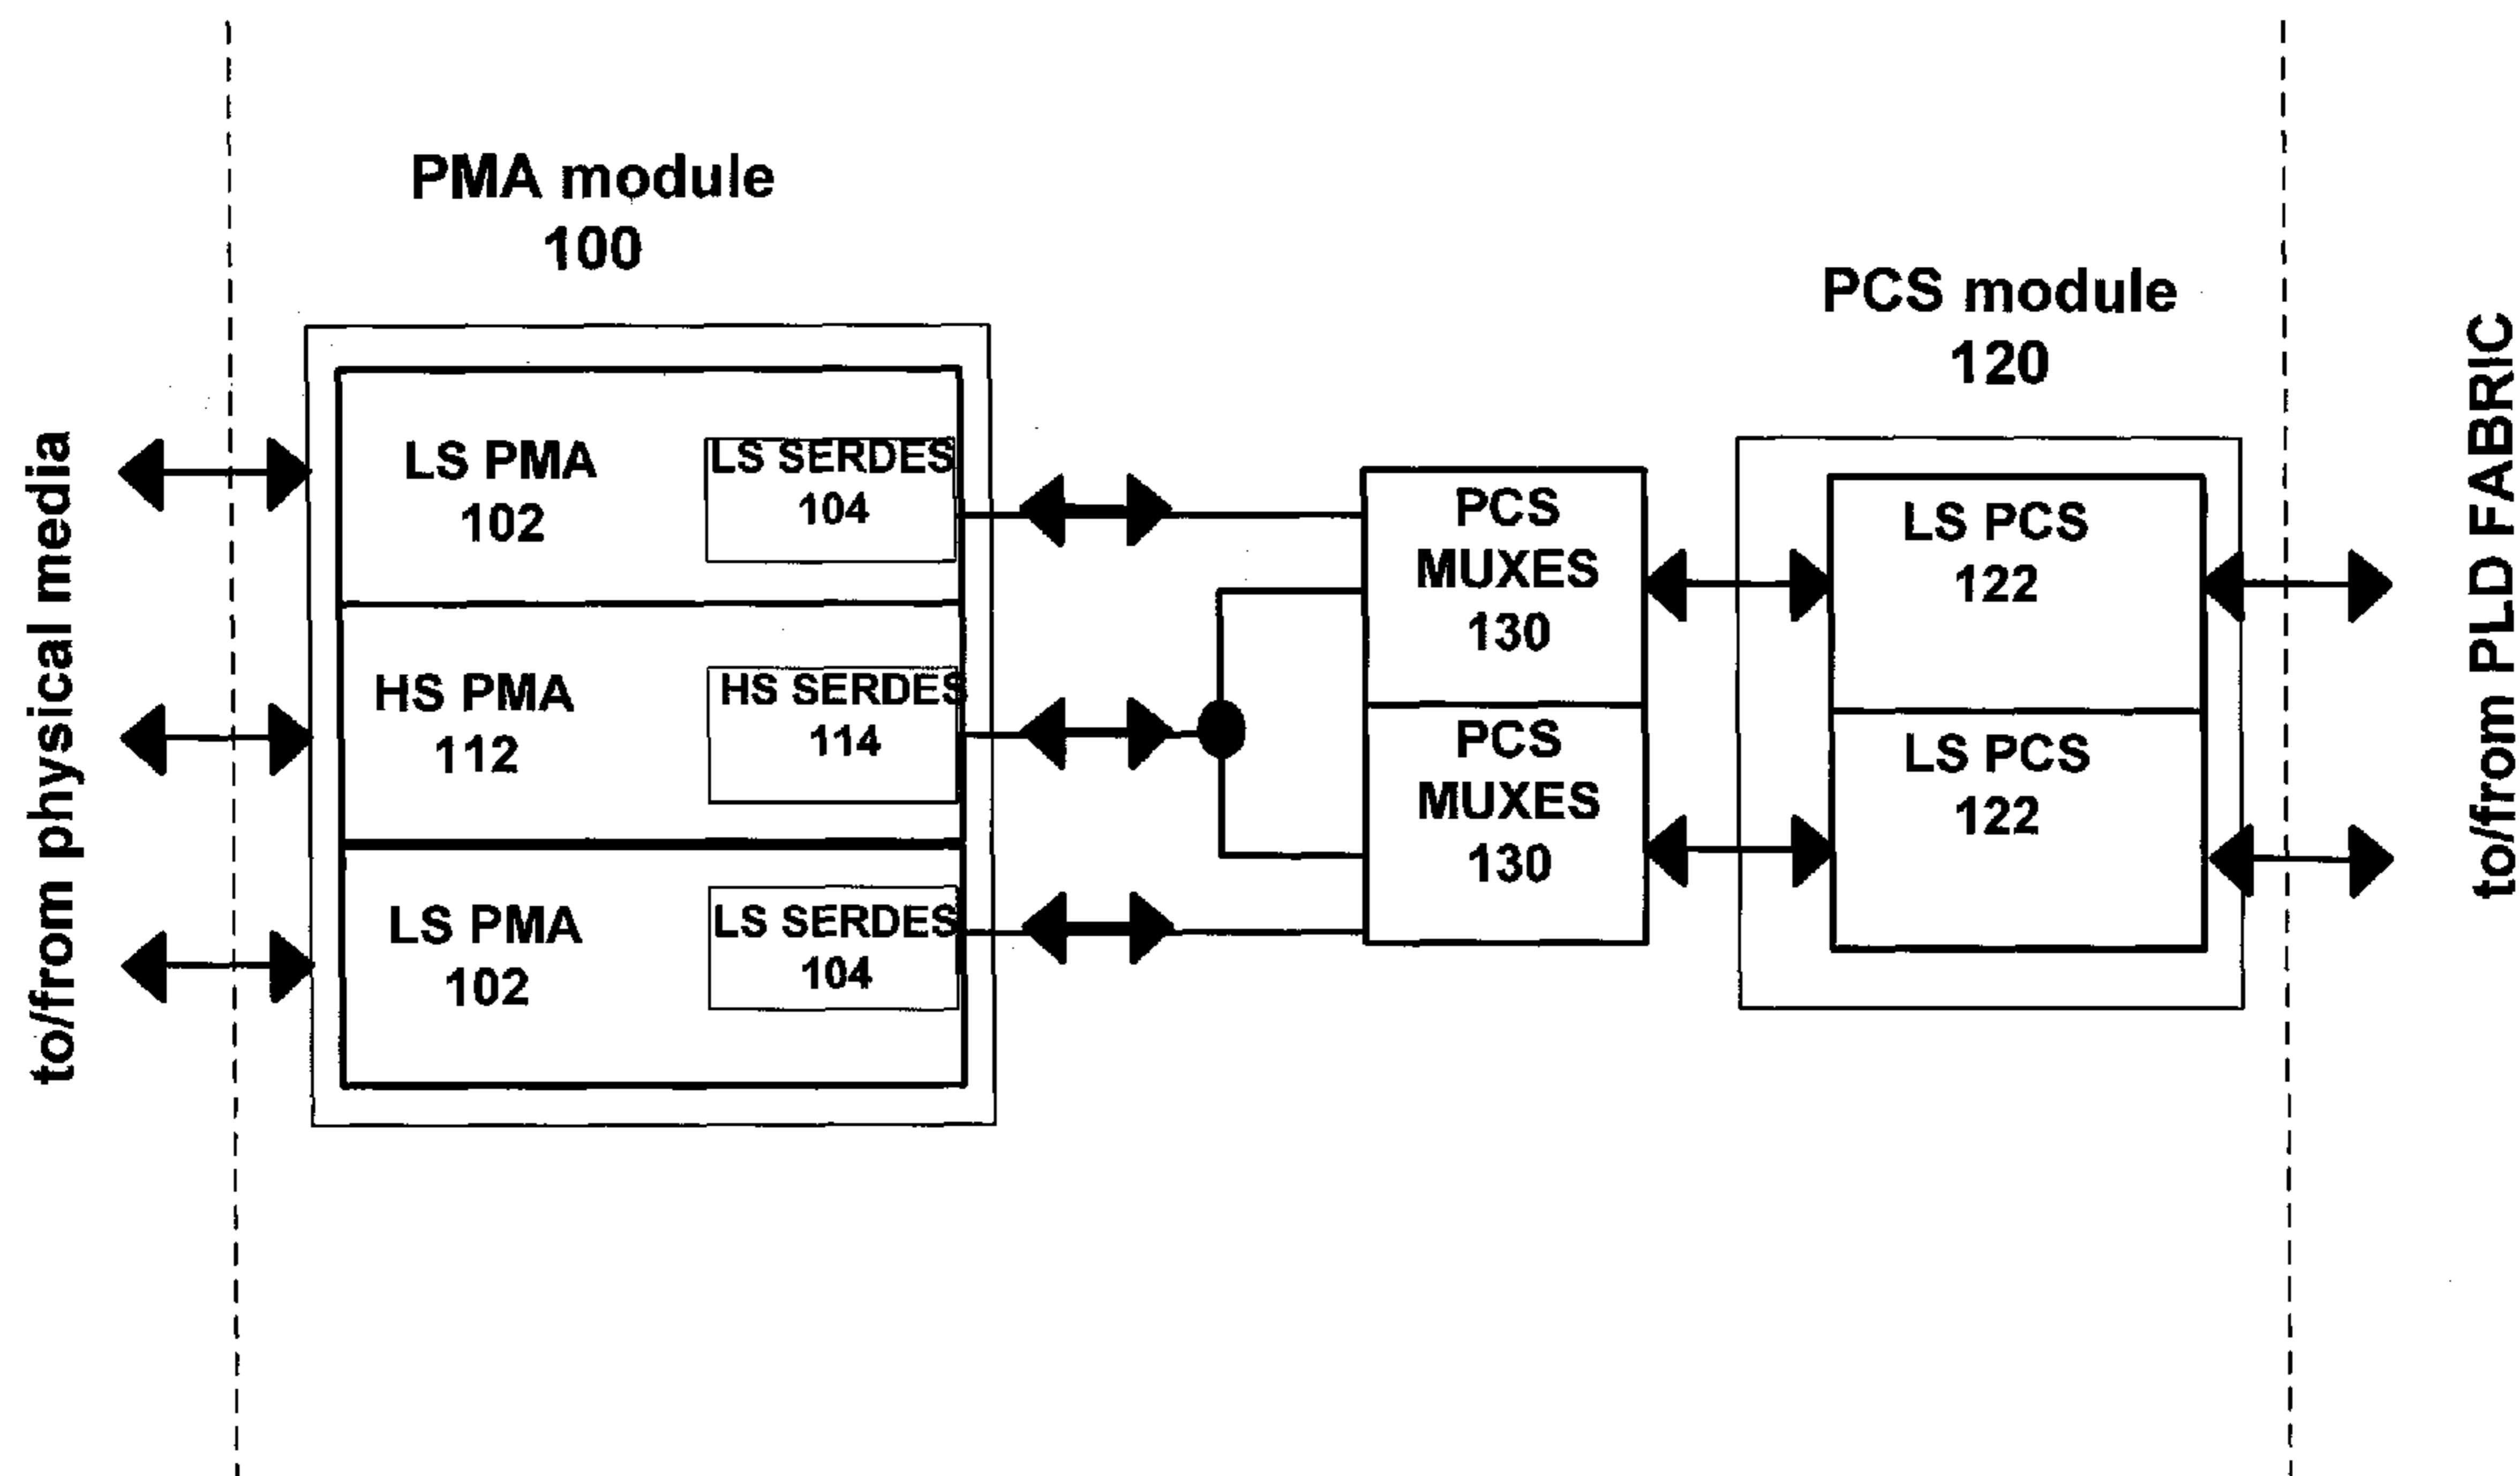 PMA module
100
PCS module
120
to/from physical media
LS PMA
102
LS SERDES
104
HS PMA
112
HS SERDES
114
LS PMA
102
LS SERDES
104
PCS
MUXES
130
PCS
MUXES
130
LS PCS
122
LS PCS
122
to/from PLD FABRIC